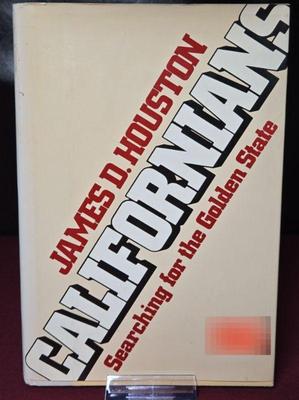 JAMES D. HOUSTON
CALIFORNIANS
Searching for the Golden State